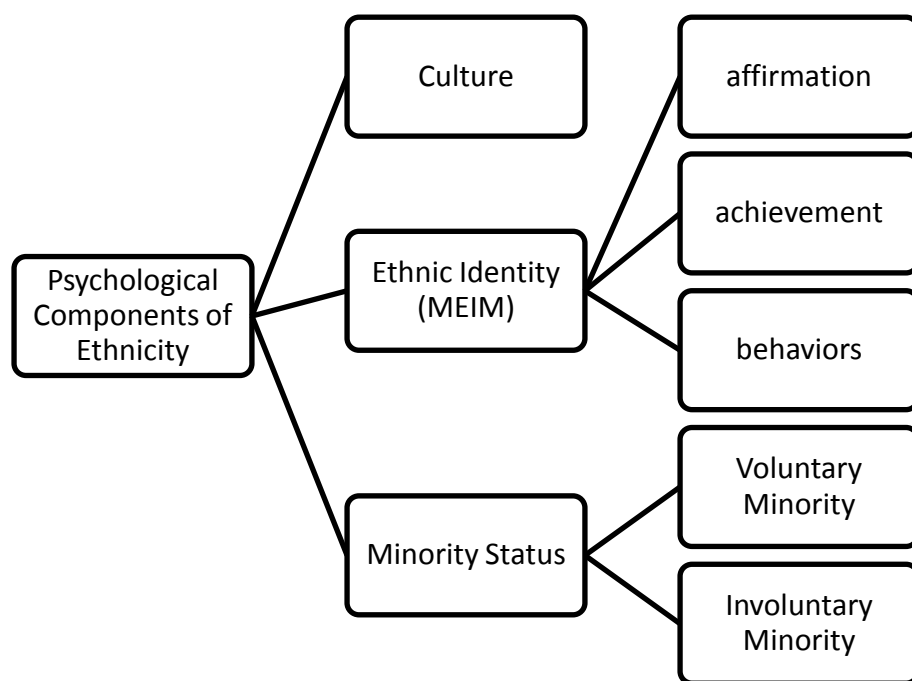 Psychological
Components of
Ethnicity
Culture
Ethnic Identity
(MEIM)
Minority Status
affirmation
achievement
behaviors
Voluntary
Minority
Involuntary
Minority